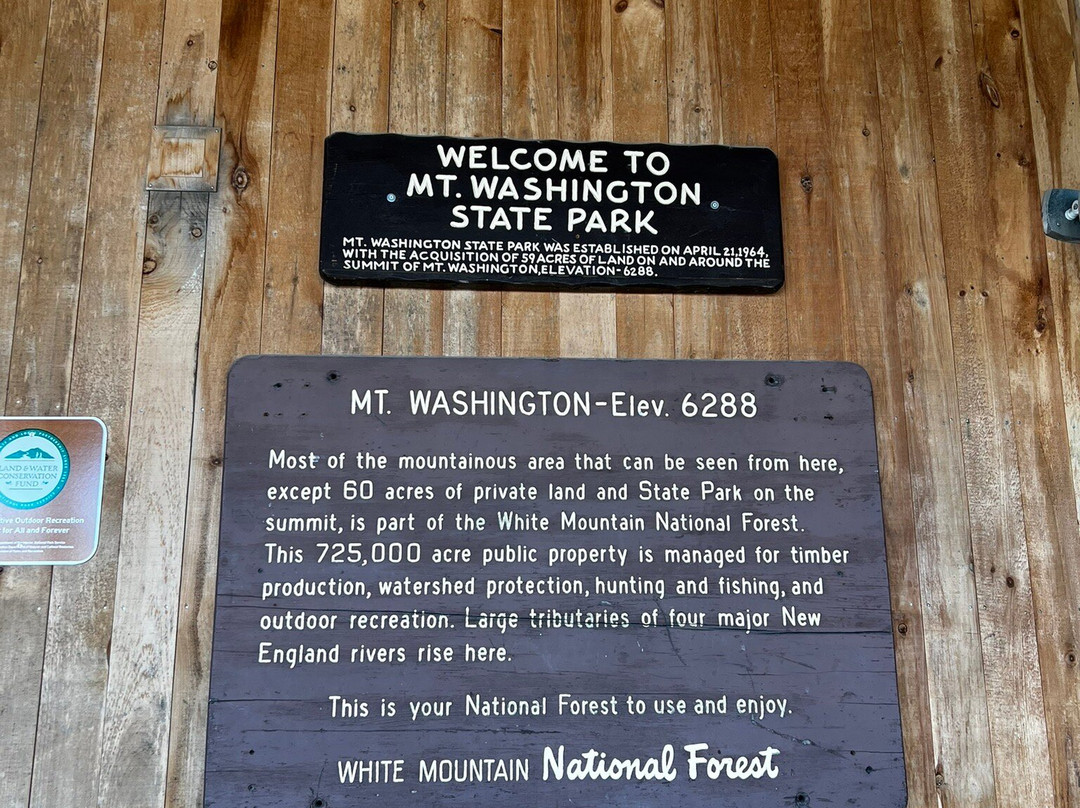 WELCOME TO
MT. WASHINGTON
STATE PARK
MT. WASHINGTON STATE PARK WAS ESTABLISHED ON APRIL 21,1964,
WITH THE ACQUISITION OF 59 ACRES OF LAND ON AND AROUND THE
SUMMIT OF MT. WASHINGTON,ELEVATION-6288.
MT. WASHINGTON-Elev. 6288
Most of the mountainous area that can be seen from here,
except 60 acres of private land and State Park on the
summit, is part of the White Mountain National Forest.
This 725,000 acre public property is managed for timber
production, watershed protection, hunting and fishing, and
outdoor recreation. Large tributaries of four major New
England rivers rise here.
This is your National Forest to use and enjoy.
WHITE MOUNTAIN National Forest
LAND & WATER
CONSERVATION
FUND
Outdoor Recreation
for All and Forever